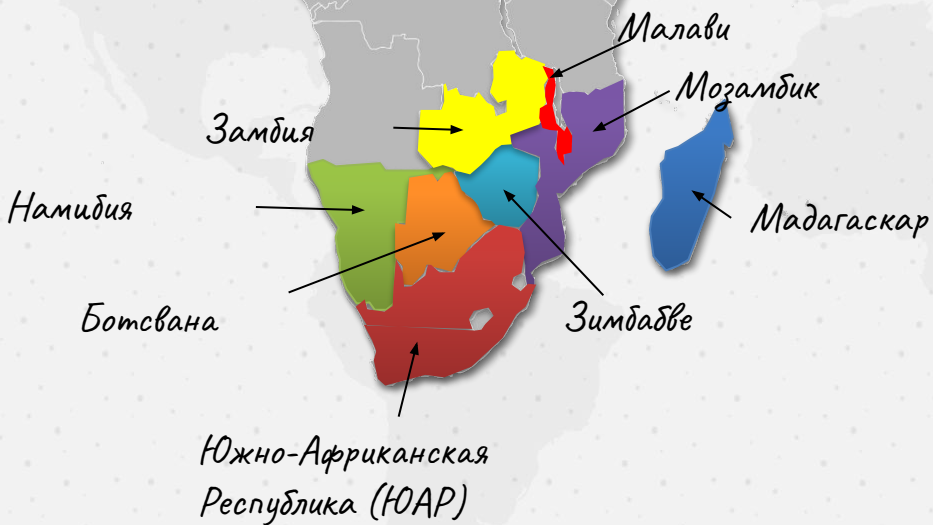 Малави
Мозамбик
Замбия
Намибия
Мадагаскар
Ботсвана
Зимбабве
Южно-Африканская
Республика (ЮАР)